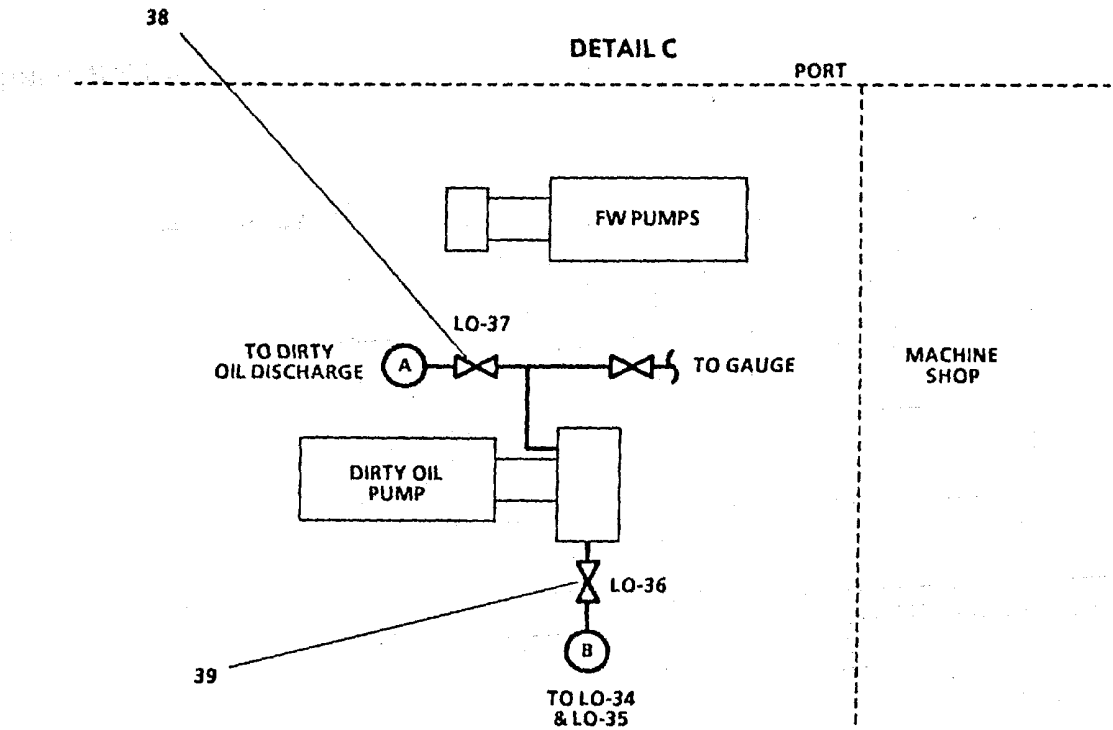 38
DETAIL C
PORT
FW PUMPS
LO-37
TO DIRTY
OIL DISCHARGE
A
TO GAUGE
MACHINE
SHOP
DIRTY OIL
PUMP
LO-36
39
B
TO LO-34
& LO-35